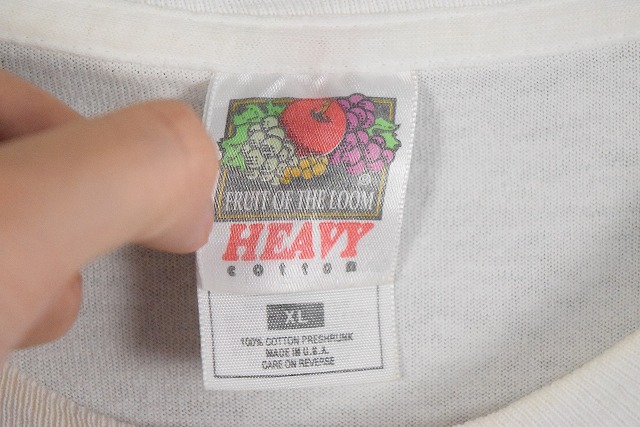 ®
FRUIT OF THE LOOM
HEAVY
cotton
XL
100% COTTON PRESHRUNK
MADE IN U.S.A.
CARE ON REVERSE